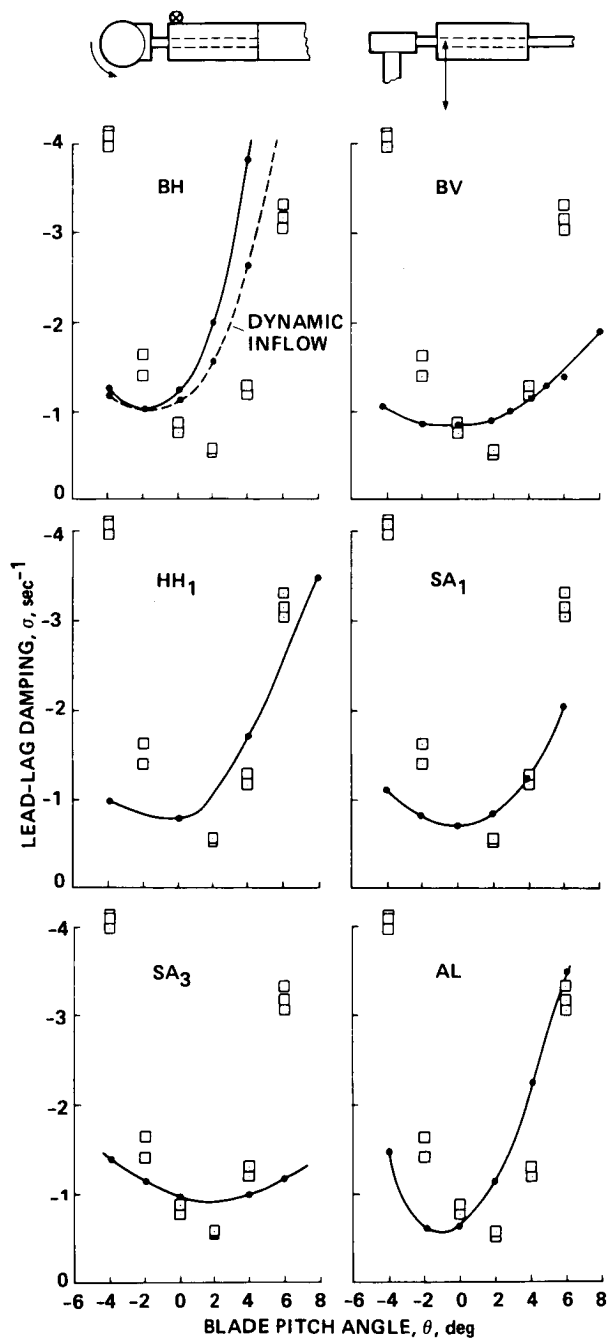 -4
-3
-2
-1
0
BH
DYNAMIC
INFLOW
BV
-4
-3
-2
-1
0
HH1
SA1
LEAD-LAG DAMPING, σ, sec⁻¹
-4
-3
-2
-1
0
SA3
AL
-6 -4 -2 0 2 4 6 8
-6 -4 -2 0 2 4 6 8
BLADE PITCH ANGLE, θ, deg